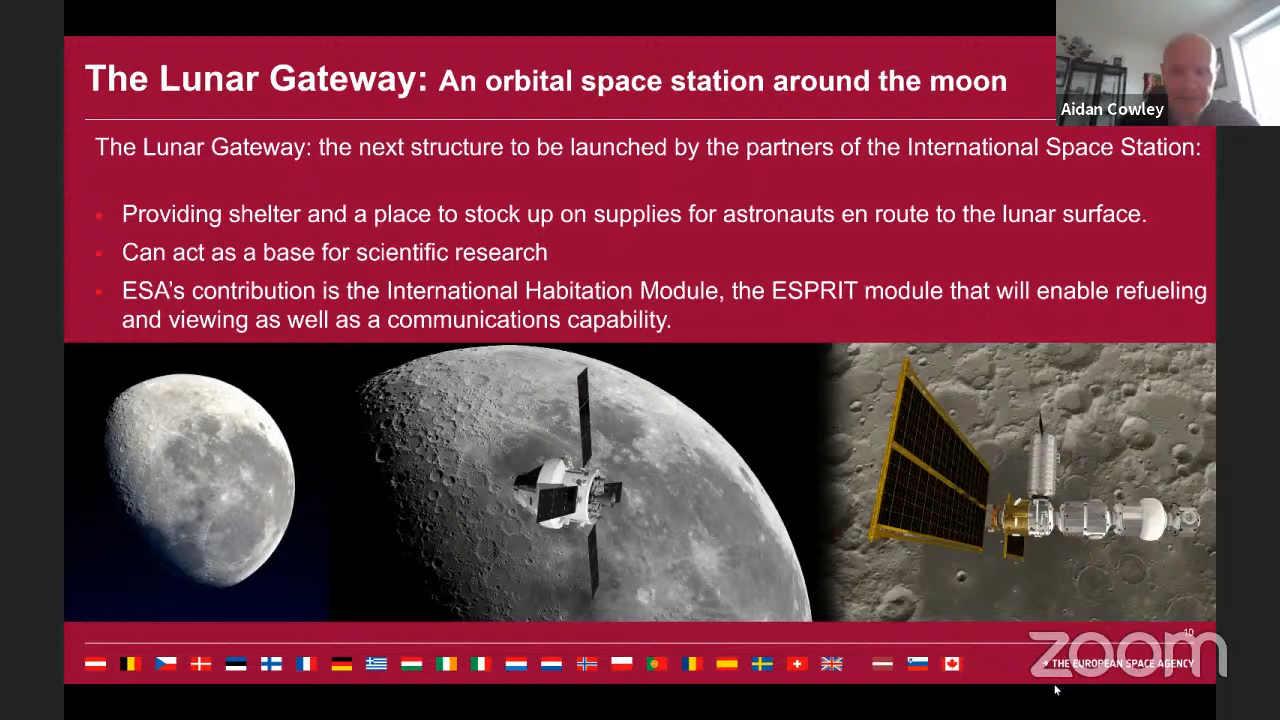 The Lunar Gateway: An orbital space station around the moon
Aidan Cowley
The Lunar Gateway: the next structure to be launched by the partners of the International Space Station:
Providing shelter and a place to stock up on supplies for astronauts en route to the lunar surface.
Can act as a base for scientific research
ESA's contribution is the International Habitation Module, the ESPRIT module that will enable refueling
and viewing as well as a communications capability.
10
zoom
→ THE EUROPEAN SPACE AGENCY